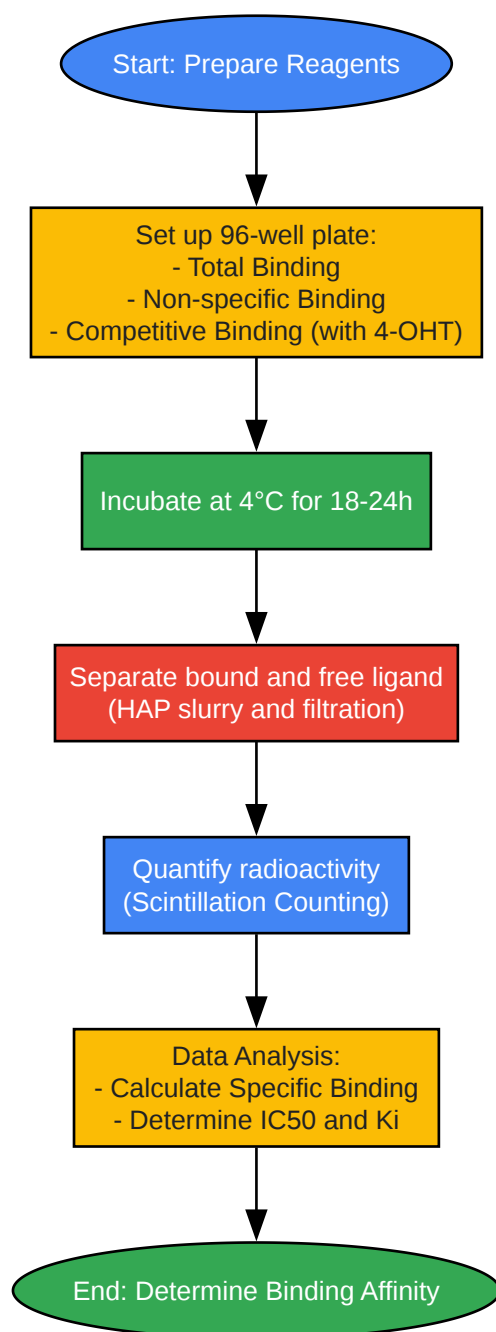 Start: Prepare Reagents
Set up 96-well plate:
- Total Binding
- Non-specific Binding
- Competitive Binding (with 4-OHT)
Incubate at 4°C for 18-24h
Separate bound and free ligand
(HAP slurry and filtration)
Quantify radioactivity
(Scintillation Counting)
Data Analysis:
- Calculate Specific Binding
- Determine IC50 and Ki
End: Determine Binding Affinity